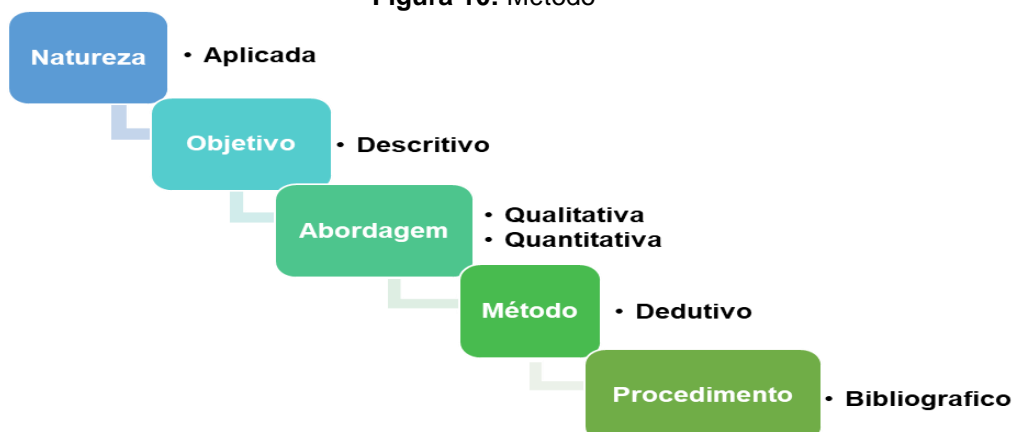 Figura 10: Método
Natureza
• Aplicada
Objetivo
• Descritivo
Abordagem
• Qualitativa
• Quantitativa
Método
• Dedutivo
Procedimento
• Bibliografico